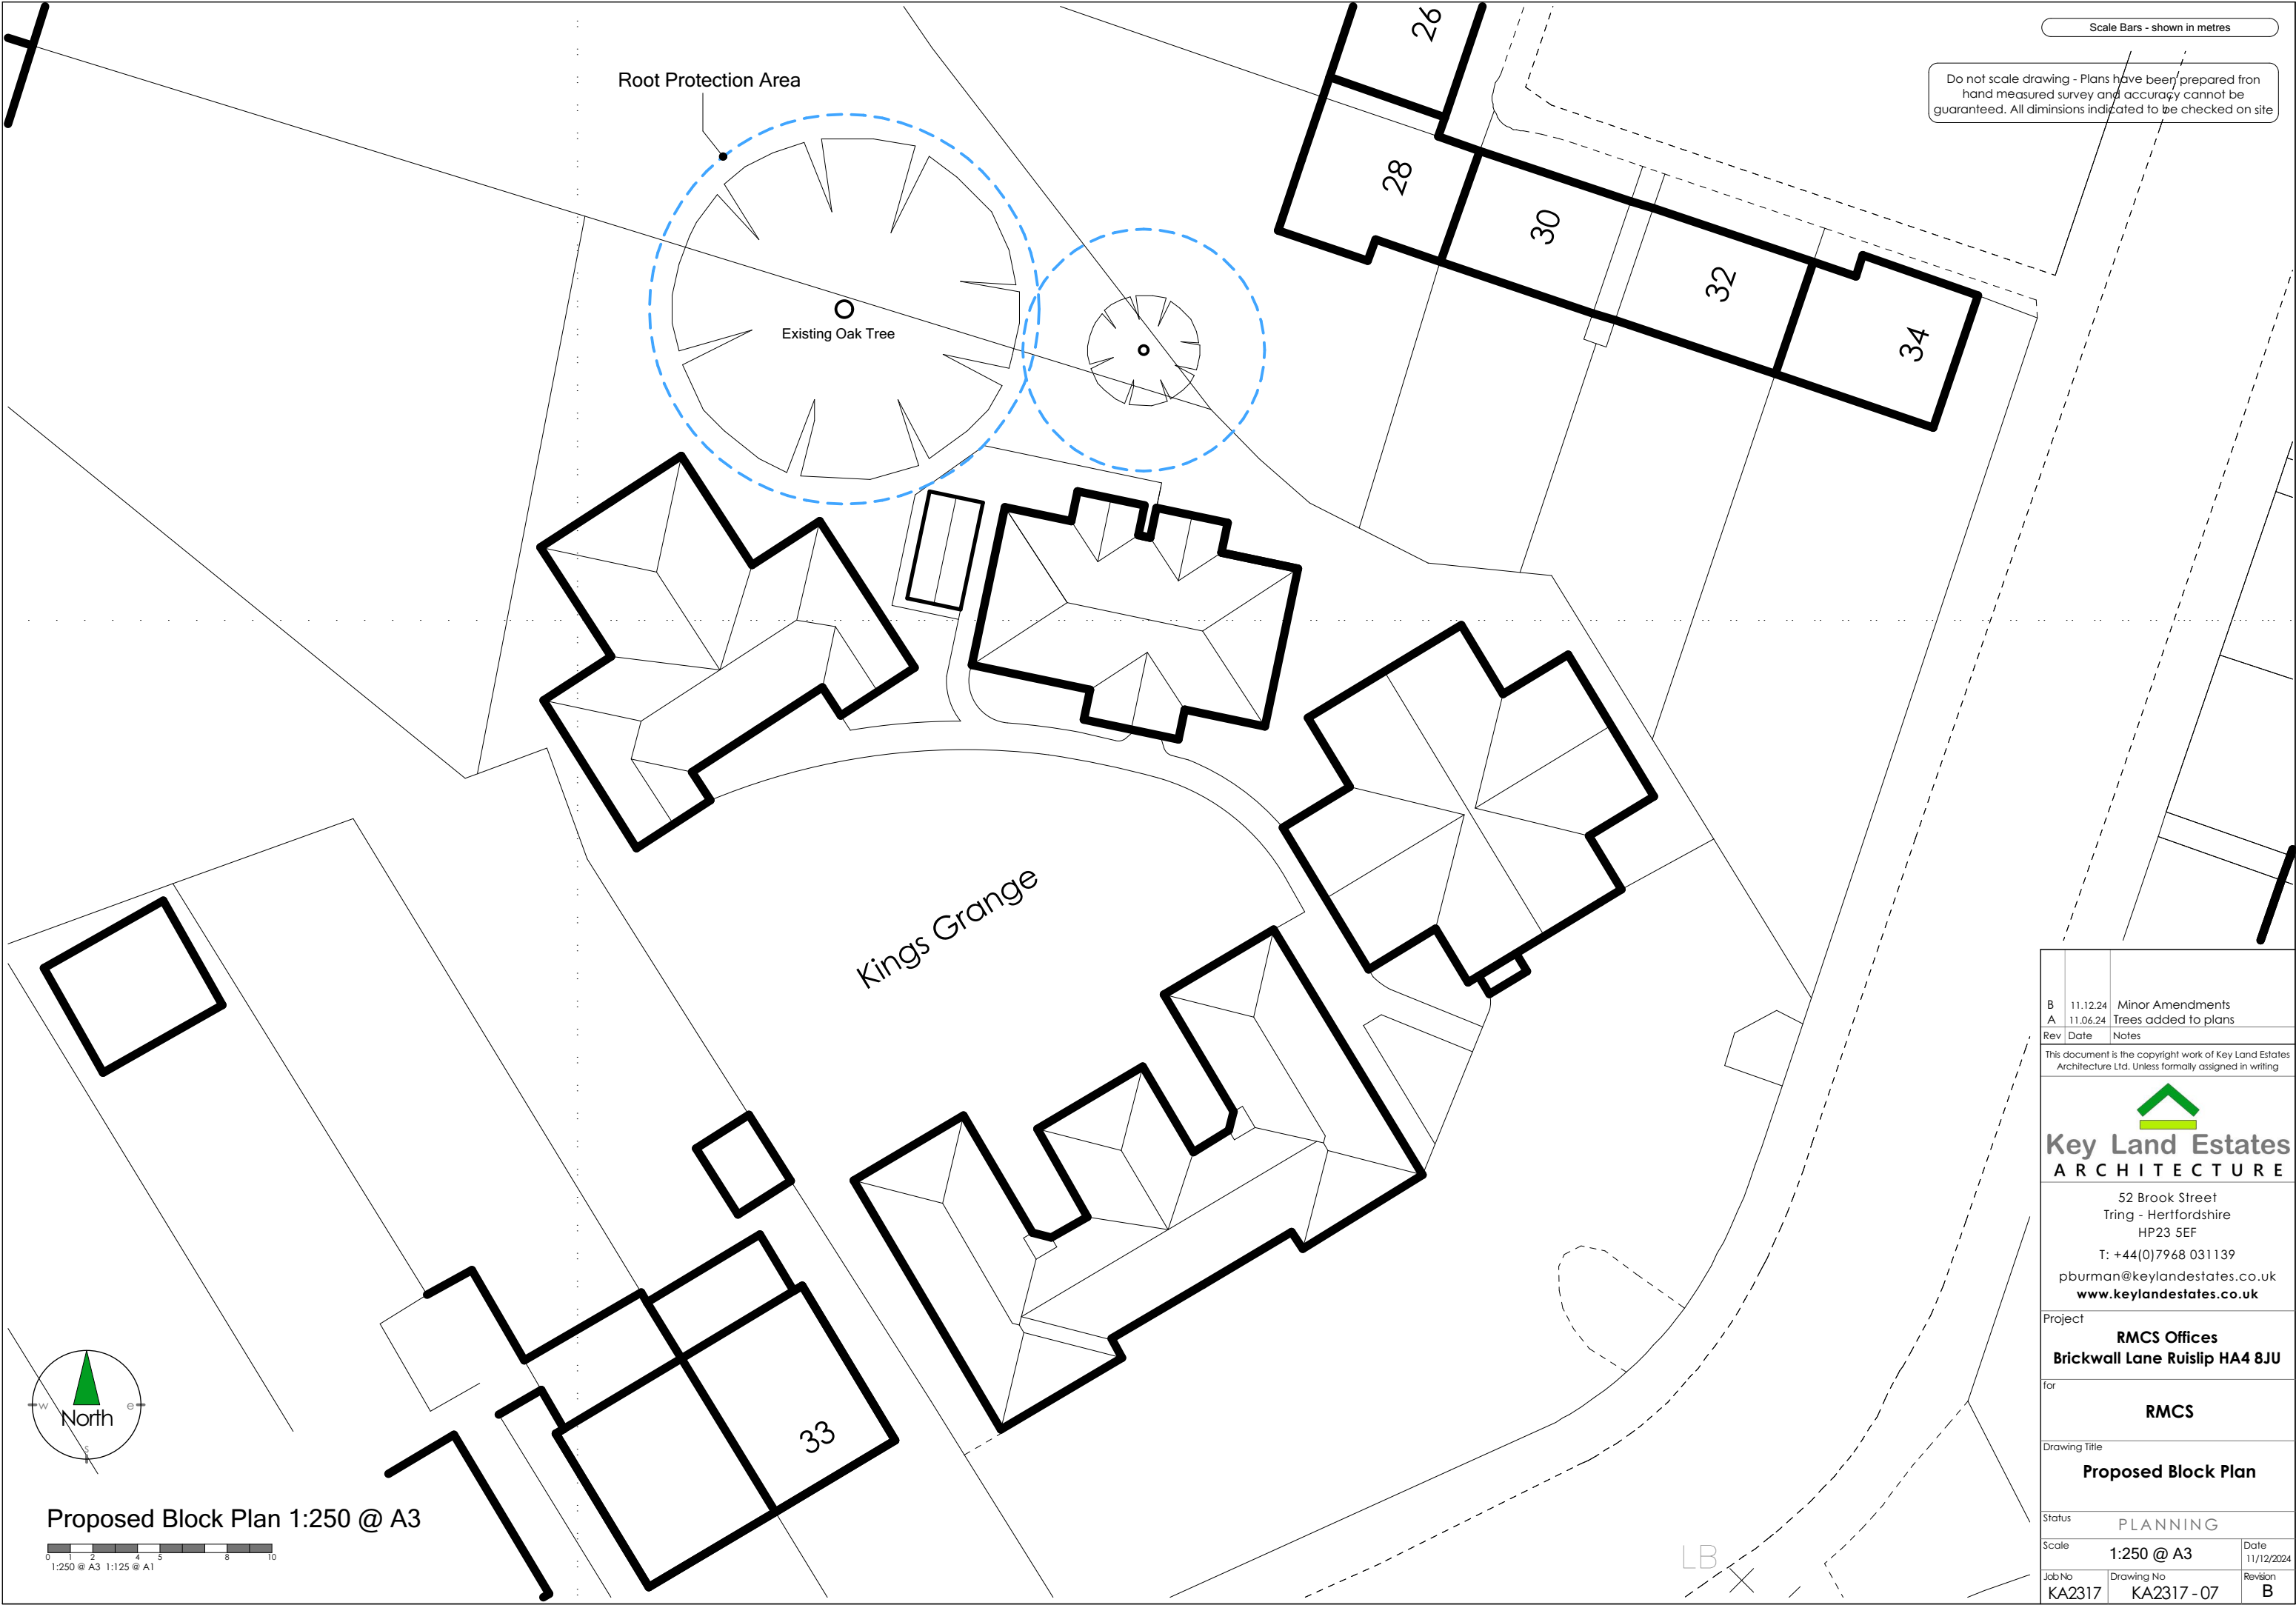 Scale Bars - shown in metres
Do not scale drawing - Plans have been prepared fron
hand measured survey and accuracy cannot be
guaranteed. All diminsions indicated to be checked on site
Root Protection Area
Existing Oak Tree
26
28
30
32
34
Kings Grange
33
LB
North
w
e
s
Proposed Block Plan 1:250 @ A3
0 1 2 4 5 8 10
1:250 @ A3 1:125 @ A1
B 11.12.24 Minor Amendments
A 11.06.24 Trees added to plans
Rev Date Notes
This document is the copyright work of Key Land Estates
Architecture Ltd. Unless formally assigned in writing
Key Land Estates
ARCHITECTURE
52 Brook Street
Tring - Hertfordshire
HP23 5EF
T: +44(0)7968 031139
pburman@keylandestates.co.uk
www.keylandestates.co.uk
Project
RMCS Offices
Brickwall Lane Ruislip HA4 8JU
for
RMCS
Drawing Title
Proposed Block Plan
Status
PLANNING
Scale
1:250 @ A3
Date
11/12/2024
Job No
KA2317
Drawing No
KA2317 - 07
Revision
B